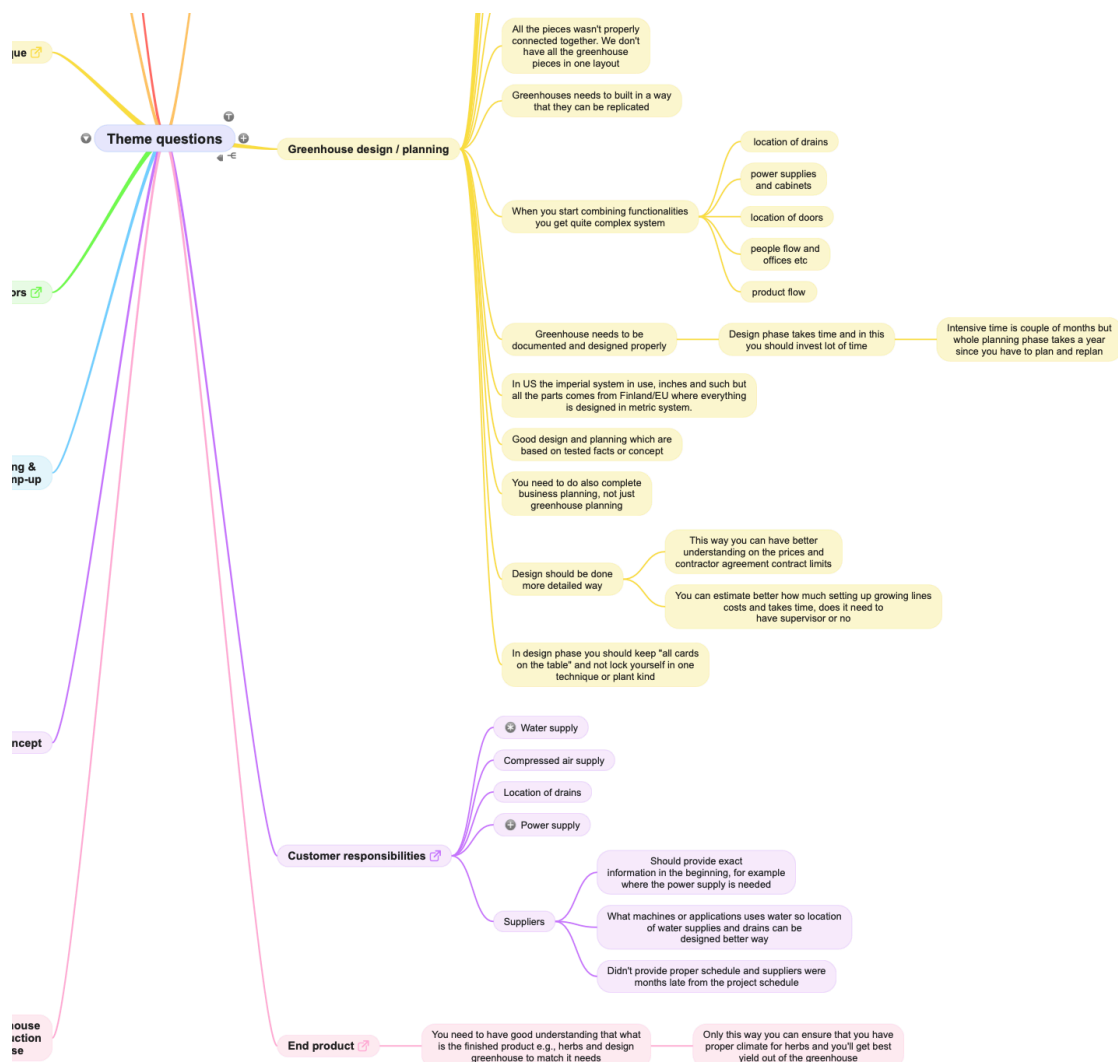 que
Theme questions
ors
ng &
mp-up
ncept
house
uction
se
Greenhouse design / planning
All the pieces wasn't properly
connected together. We don't
have all the greenhouse
pieces in one layout
Greenhouses needs to built in a way
that they can be replicated
When you start combining functionalities
you get quite complex system
location of drains
power supplies
and cabinets
location of doors
people flow and
offices etc
product flow
Greenhouse needs to be
documented and designed properly
Design phase takes time and in this
you should invest lot of time
Intensive time is couple of months but
whole planning phase takes a year
since you have to plan and replan
In US the imperial system in use, inches and such but
all the parts comes from Finland/EU where everything
is designed in metric system.
Good design and planning which are
based on tested facts or concept
You need to do also complete
business planning, not just
greenhouse planning
Design should be done
more detailed way
This way you can have better
understanding on the prices and
contractor agreement contract limits
You can estimate better how much setting up growing lines
costs and takes time, does it need to
have supervisor or no
In design phase you should keep "all cards
on the table" and not lock yourself in one
technique or plant kind
Customer responsibilities
Water supply
Compressed air supply
Location of drains
Power supply
Suppliers
Should provide exact
information in the beginning, for example
where the power supply is needed
What machines or applications uses water so location
of water supplies and drains can be
designed better way
Didn't provide proper schedule and suppliers were
months late from the project schedule
End product
You need to have good understanding that what
is the finished product e.g., herbs and design
greenhouse to match it needs
Only this way you can ensure that you have
proper climate for herbs and you'll get best
yield out of the greenhouse